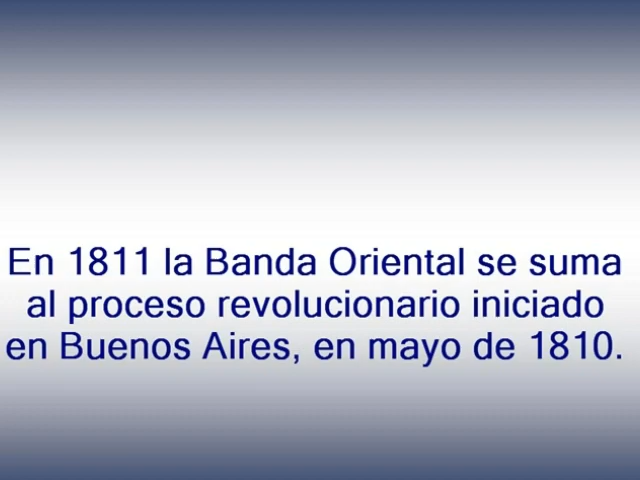 En 1811 la Banda Oriental se suma
al proceso revolucionario iniciado
en Buenos Aires, en mayo de 1810.